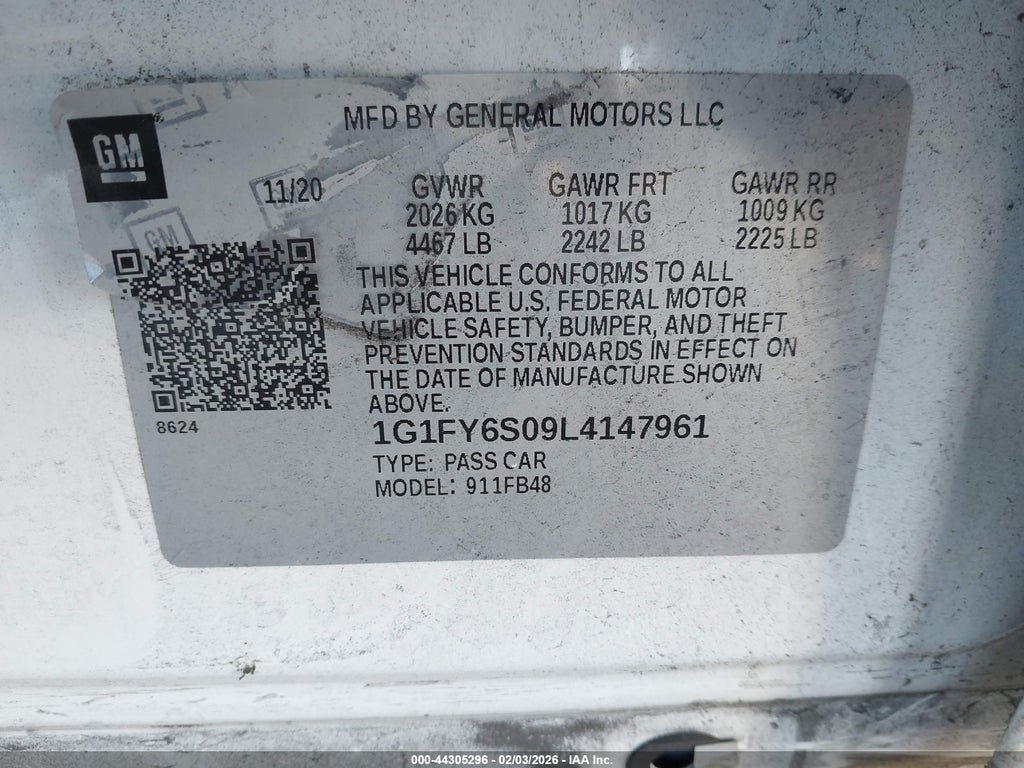 MFD BY GENERAL MOTORS LLC
GM
11/20
GVWR GAWR FRT GAWR RR
2026 KG 1017 KG 1009 KG
4467 LB 2242 LB 2225 LB
GM
THIS VEHICLE CONFORMS TO ALL
APPLICABLE U.S. FEDERAL MOTOR
VEHICLE SAFETY, BUMPER, AND THEFT
PREVENTION STANDARDS IN EFFECT ON
THE DATE OF MANUFACTURE SHOWN
ABOVE.
8624
1G1FY6S09L4147961
TYPE: PASS CAR
MODEL: 911FB48
000-44305296 - 02/03/2026 - IAA Inc.